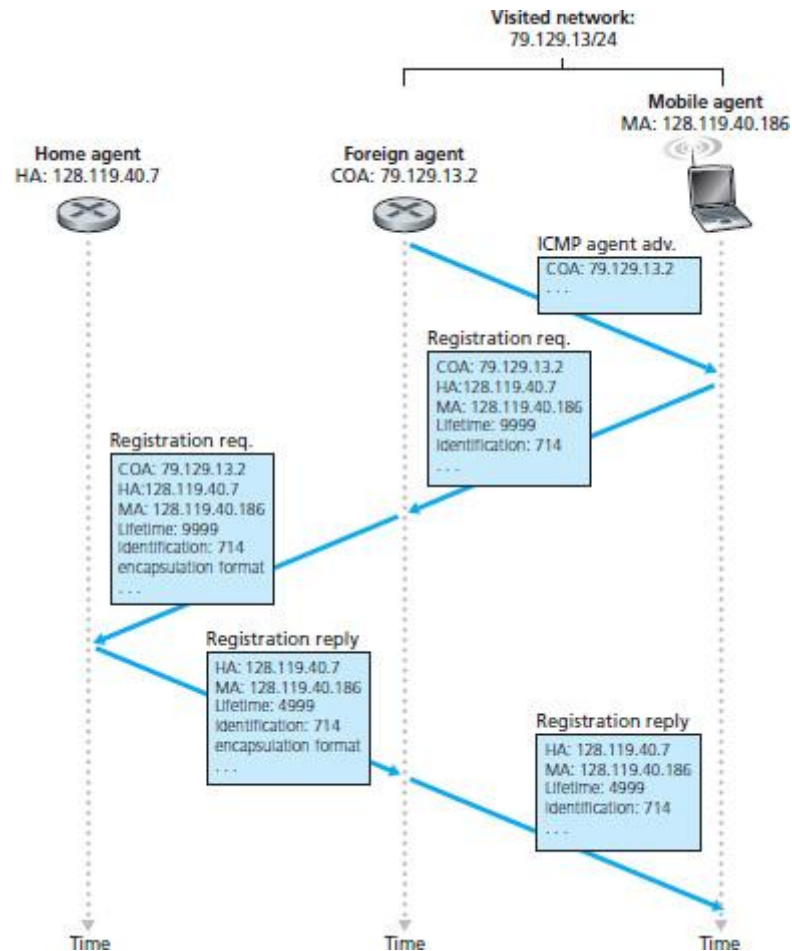 Visited network:
79.129.13/24
Mobile agent
MA: 128.119.40.186
Home agent
HA: 128.119.40.7
Foreign agent
COA: 79.129.13.2
ICMP agent adv.
COA: 79.129.13.2
. . .
Registration req.
COA: 79.129.13.2
HA:128.119.40.7
MA: 128.119.40.186
Lifetime: 9999
Identification: 714
. . .
Registration req.
COA: 79.129.13.2
HA:128.119.40.7
MA: 128.119.40.186
Lifetime: 9999
Identification: 714
encapsulation format
. . .
Registration reply
HA: 128.119.40.7
MA: 128.119.40.186
Lifetime: 4999
Identification: 714
encapsulation format
. . .
Registration reply
HA: 128.119.40.7
MA: 128.119.40.186
Lifetime: 4999
Identification: 714
. . .
Time
Time
Time